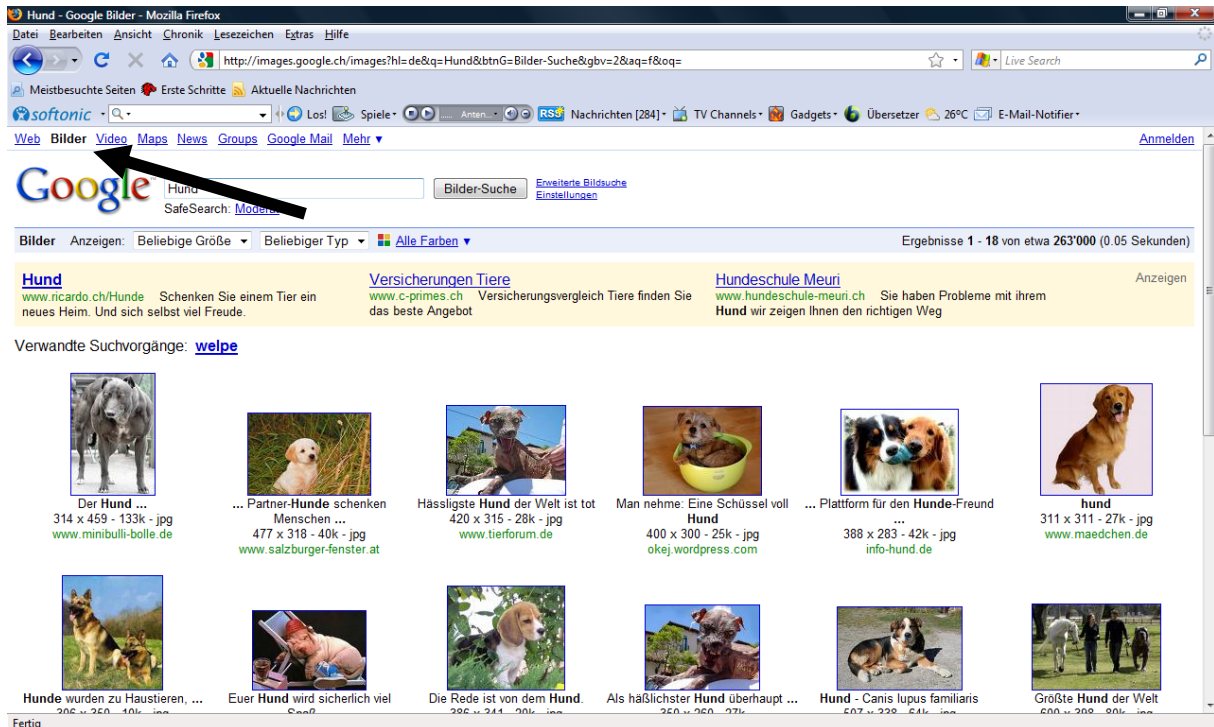 Hund - Google Bilder - Mozilla Firefox
Datei Bearbeiten Ansicht Chronik Lesezeichen Extras Hilfe
http://images.google.ch/images?hl=de&q=Hund&btnG=Bilder-Suche&gbv=2&aq=f&oq=
Live Search
Meistbesuchte Seiten Erste Schritte Aktuelle Nachrichten
softonic Los! Spiele Anten... RSS Nachrichten [284] TV Channels Gadgets Übersetzer 26°C E-Mail-Notifier
Web Bilder Video Maps News Groups Google Mail Mehr ▼ Anmelden
Google Hund Bilder-Suche Erweiterte Bildsuche
Einstellungen
SafeSearch:
Bilder Anzeigen: Beliebige Größe Beliebiger Typ Alle Farben ▼ Ergebnisse 1 - 18 von etwa 263'000 (0.05 Sekunden)
Hund Versicherungen Tiere Hundeschule Meuri Anzeigen
www.ricardo.ch/Hunde Schenken Sie einem Tier ein www.c-primes.ch Versicherungsvergleich Tiere finden Sie www.hundeschule-meuri.ch Sie haben Probleme mit ihrem
neues Heim. Und sich selbst viel Freude. das beste Angebot Hund wir zeigen Ihnen den richtigen Weg
Verwandte Suchvorgänge: welpe
Der Hund ...
314 x 459 - 133k - jpg
www.minibulli-bolle.de
... Partner-Hunde schenken
Menschen ...
477 x 318 - 40k - jpg
www.salzburger-fenster.at
Hässligste Hund der Welt ist tot
420 x 315 - 28k - jpg
www.tierforum.de
Man nehme: Eine Schüssel voll
Hund
400 x 300 - 25k - jpg
okej.wordpress.com
... Plattform für den Hunde-Freund
...
388 x 283 - 42k - jpg
info-hund.de
hund
311 x 311 - 27k - jpg
www.maedchen.de
Hunde wurden zu Haustieren, ...
Euer Hund wird sicherlich viel
Die Rede ist von dem Hund.
Als häßlichster Hund überhaupt ...
Hund - Canis lupus familiaris
Größte Hund der Welt
Fertig